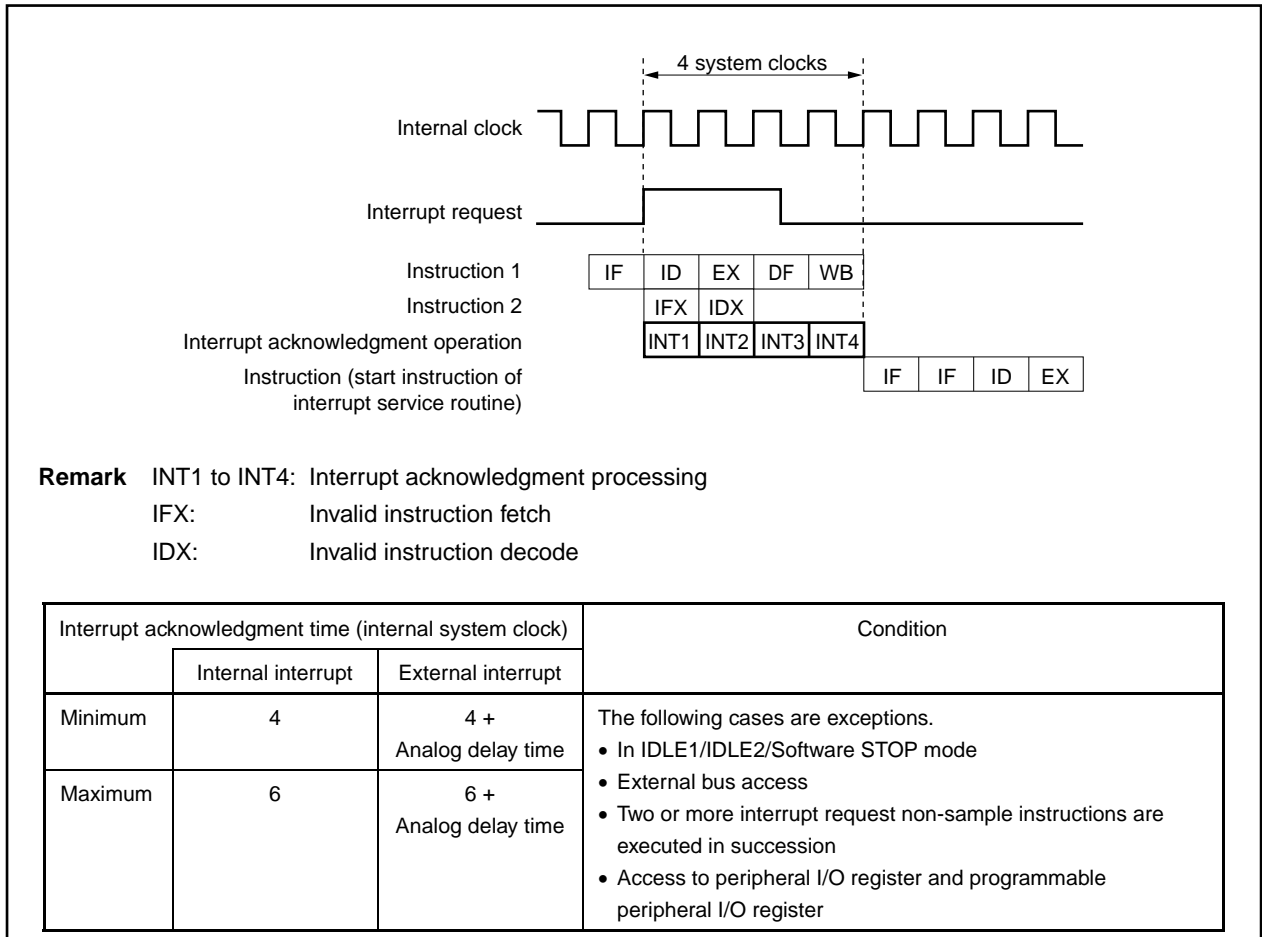 4 system clocks
Internal clock
Interrupt request
Instruction 1 IF ID EX DF WB
Instruction 2 IFX IDX
Interrupt acknowledgment operation INT1 INT2 INT3 INT4
Instruction (start instruction of
interrupt service routine) IF IF ID EX
Remark INT1 to INT4: Interrupt acknowledgment processing
IFX: Invalid instruction fetch
IDX: Invalid instruction decode
Interrupt acknowledgment time (internal system clock) Condition
Internal interrupt External interrupt
Minimum 4 4 +
Analog delay time
Maximum 6 6 +
Analog delay time
The following cases are exceptions.
• In IDLE1/IDLE2/Software STOP mode
• External bus access
• Two or more interrupt request non-sample instructions are
executed in succession
• Access to peripheral I/O register and programmable
peripheral I/O register